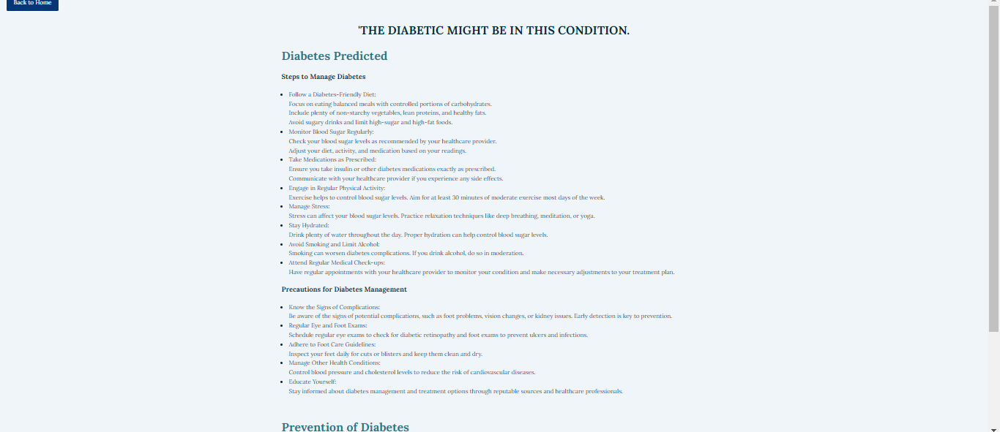 Back to Home
'THE DIABETIC MIGHT BE IN THIS CONDITION.
Diabetes Predicted
Steps to Manage Diabetes
Follow a Diabetes-Friendly Diet:
Focus on eating balanced meals with controlled portions of carbohydrates.
Include plenty of non-starchy vegetables, lean proteins, and healthy fats.
Avoid sugary drinks and limit high-sugar and high-fat foods.
Monitor Blood Sugar Regularly:
Check your blood sugar levels as recommended by your healthcare provider.
Adjust your diet, activity, and medication based on your readings.
Take Medications as Prescribed:
Ensure you take insulin or other diabetes medications exactly as prescribed.
Communicate with your healthcare provider if you experience any side effects.
Engage in Regular Physical Activity:
Exercise helps to control blood sugar levels. Aim for at least 30 minutes of moderate exercise most days of the week.
Manage Stress:
Stress can affect your blood sugar levels. Practice relaxation techniques like deep breathing, meditation, or yoga.
Stay Hydrated:
Drink plenty of water throughout the day. Proper hydration can help control blood sugar levels.
Avoid Smoking and Limit Alcohol:
Smoking can worsen diabetes complications. If you drink alcohol, do so in moderation.
Attend Regular Medical Check-ups:
Have regular appointments with your healthcare provider to monitor your condition and make necessary adjustments to your treatment plan.
Precautions for Diabetes Management
Know the Signs of Complications:
Be aware of the signs of potential complications, such as foot problems, vision changes, or kidney issues. Early detection is key to prevention.
Regular Eye and Foot Exams:
Schedule regular eye exams to check for diabetic retinopathy and foot exams to prevent ulcers and infections.
Adhere to Foot Care Guidelines:
Inspect your feet daily for cuts or blisters and keep them clean and dry.
Manage Other Health Conditions:
Control blood pressure and cholesterol levels to reduce the risk of cardiovascular diseases.
Educate Yourself:
Stay informed about diabetes management and treatment options through reputable sources and healthcare professionals.
Prevention of Diabetes